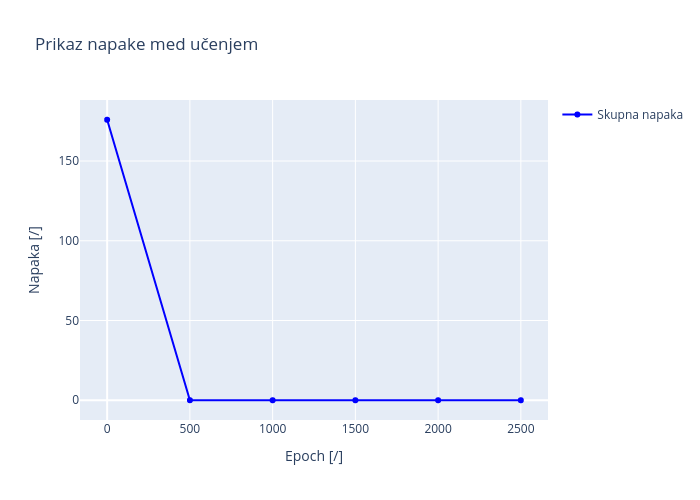 Prikaz napake med učenjem
Skupna napaka
150
100
50
0
Napaka [/]
0 500 1000 1500 2000 2500
Epoch [/]